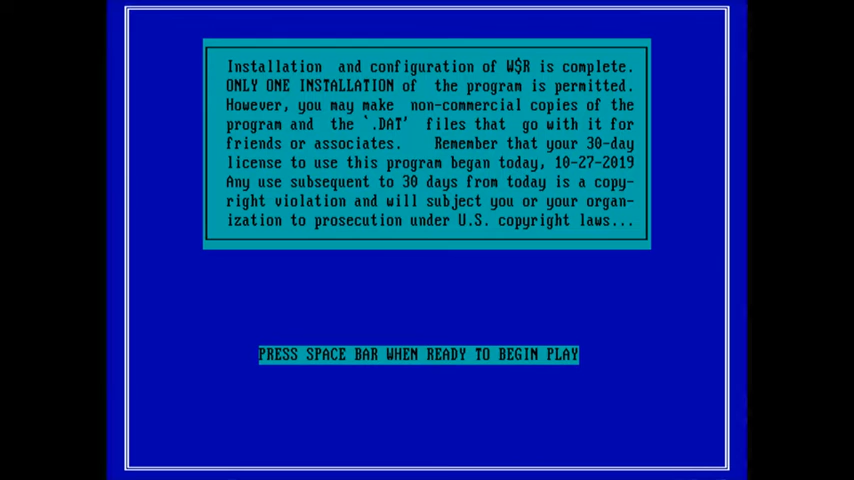 Installation and configuration of W$R is complete.
ONLY ONE INSTALLATION of the program is permitted.
However, you may make non-commercial copies of the
program and the `.DAT' files that go with it for
friends or associates. Remember that your 30-day
license to use this program began today, 10-27-2019
Any use subsequent to 30 days from today is a copy-
right violation and will subject you or your organ-
ization to prosecution under U.S. copyright laws...
PRESS SPACE BAR WHEN READY TO BEGIN PLAY